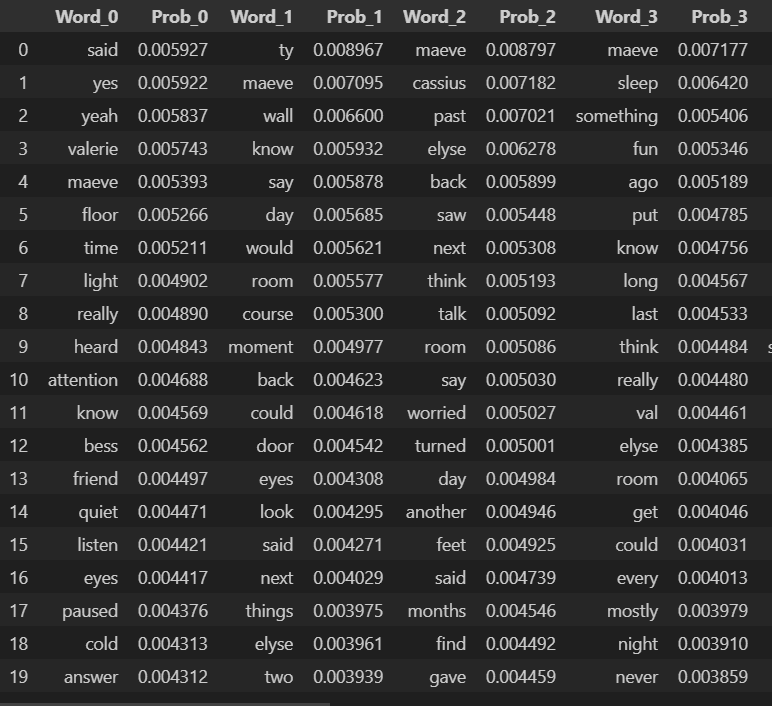 Word_0 Prob_0 Word_1 Prob_1 Word_2 Prob_2 Word_3 Prob_3
0 said 0.005927 ty 0.008967 maeve 0.008797 maeve 0.007177
1 yes 0.005922 maeve 0.007095 cassius 0.007182 sleep 0.006420
2 yeah 0.005837 wall 0.006600 past 0.007021 something 0.005406
3 valerie 0.005743 know 0.005932 elyse 0.006278 fun 0.005346
4 maeve 0.005393 say 0.005878 back 0.005899 ago 0.005189
5 floor 0.005266 day 0.005685 saw 0.005448 put 0.004785
6 time 0.005211 would 0.005621 next 0.005308 know 0.004756
7 light 0.004902 room 0.005577 think 0.005193 long 0.004567
8 really 0.004890 course 0.005300 talk 0.005092 last 0.004533
9 heard 0.004843 moment 0.004977 room 0.005086 think 0.004484
10 attention 0.004688 back 0.004623 say 0.005030 really 0.004480
11 know 0.004569 could 0.004618 worried 0.005027 val 0.004461
12 bess 0.004562 door 0.004542 turned 0.005001 elyse 0.004385
13 friend 0.004497 eyes 0.004308 day 0.004984 room 0.004065
14 quiet 0.004471 look 0.004295 another 0.004946 get 0.004046
15 listen 0.004421 said 0.004271 feet 0.004925 could 0.004031
16 eyes 0.004417 next 0.004029 said 0.004739 every 0.004013
17 paused 0.004376 things 0.003975 months 0.004546 mostly 0.003979
18 cold 0.004313 elyse 0.003961 find 0.004492 night 0.003910
19 answer 0.004312 two 0.003939 gave 0.004459 never 0.003859